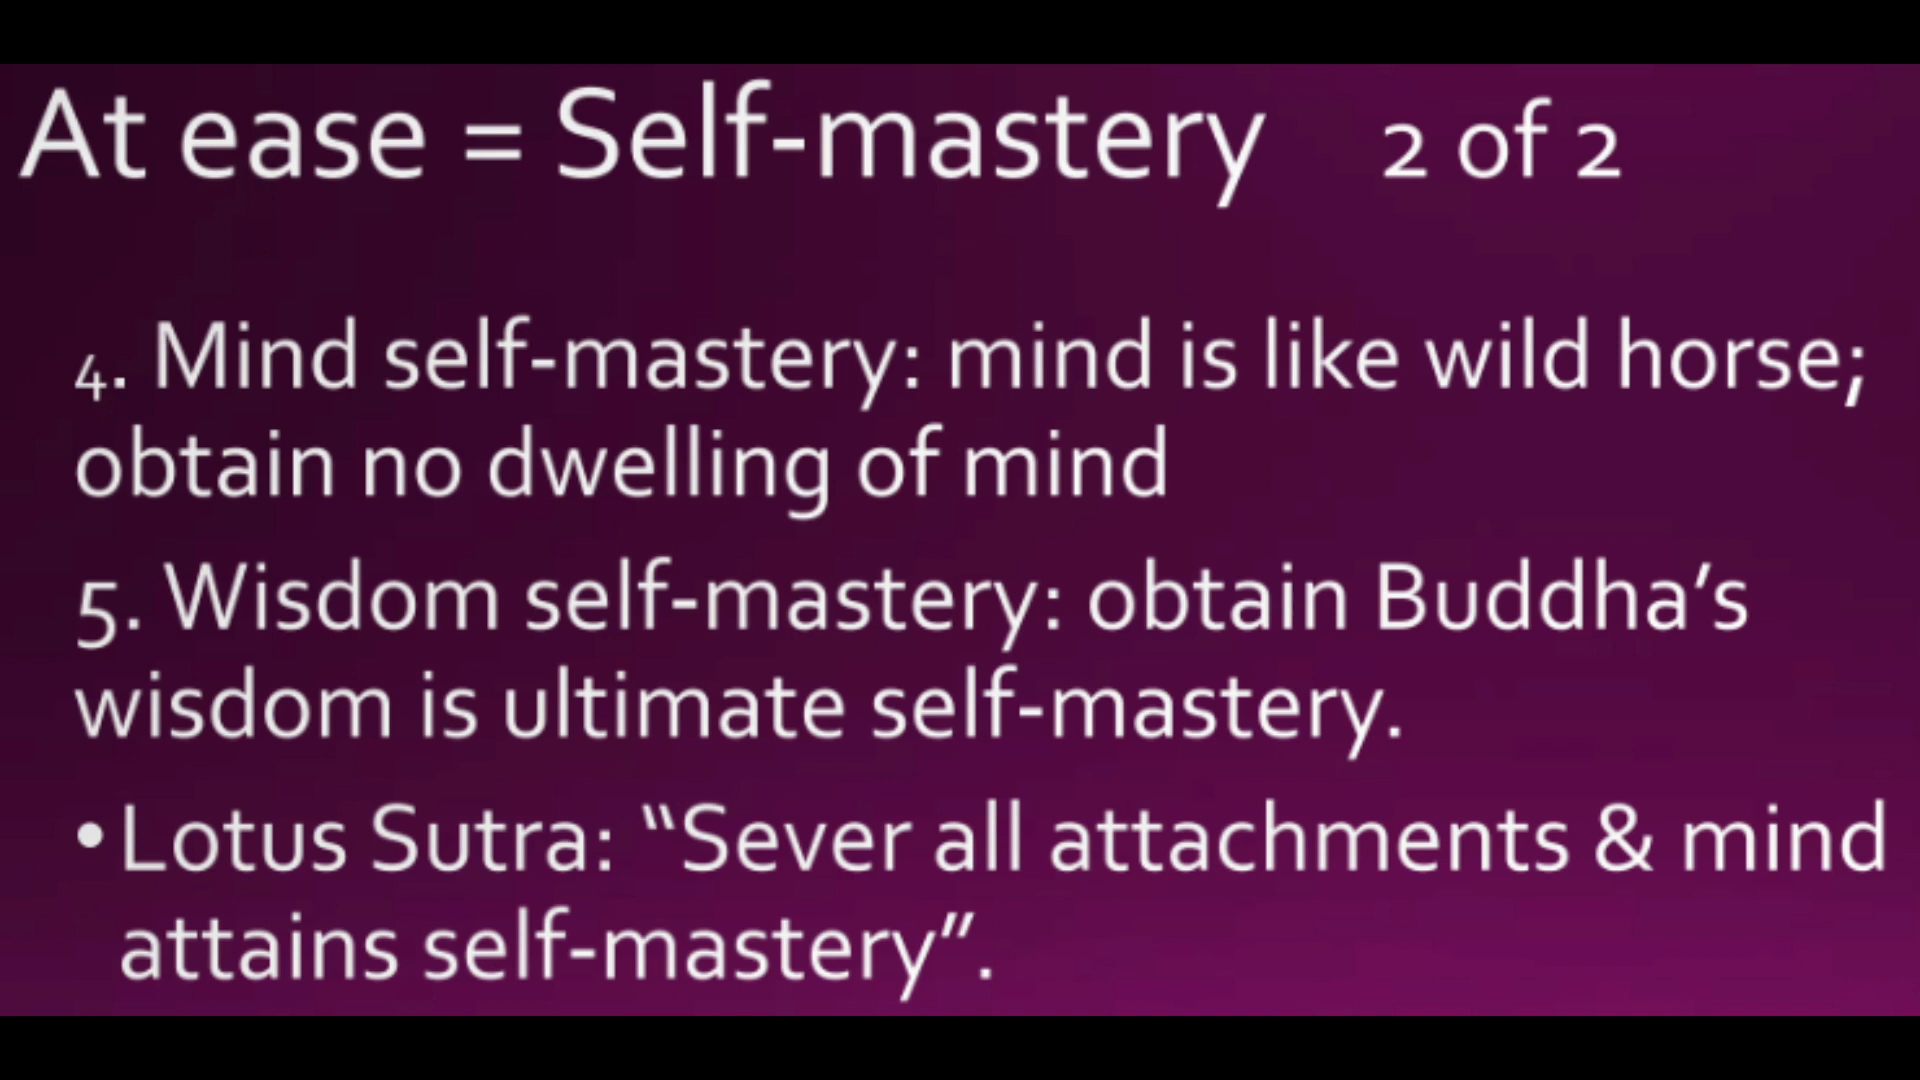 At ease = Self-mastery 2 of 2
4. Mind self-mastery: mind is like wild horse;
obtain no dwelling of mind
5. Wisdom self-mastery: obtain Buddha’s
wisdom is ultimate self-mastery.
•Lotus Sutra: “Sever all attachments & mind
attains self-mastery”.